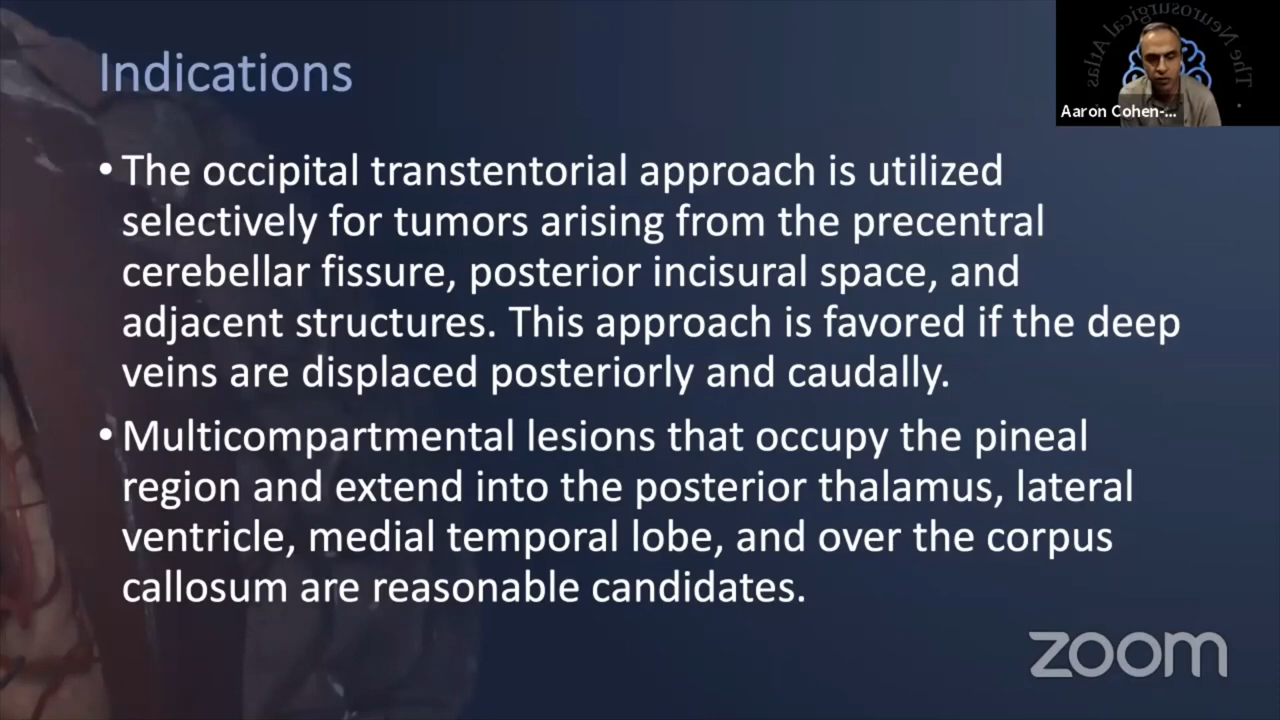 Indications
• The occipital transtentorial approach is utilized
selectively for tumors arising from the precentral
cerebellar fissure, posterior incisural space, and
adjacent structures. This approach is favored if the deep
veins are displaced posteriorly and caudally.
• Multicompartmental lesions that occupy the pineal
region and extend into the posterior thalamus, lateral
ventricle, medial temporal lobe, and over the corpus
callosum are reasonable candidates.
The Neurosurgical Atlas
Aaron Cohen-...
zoom